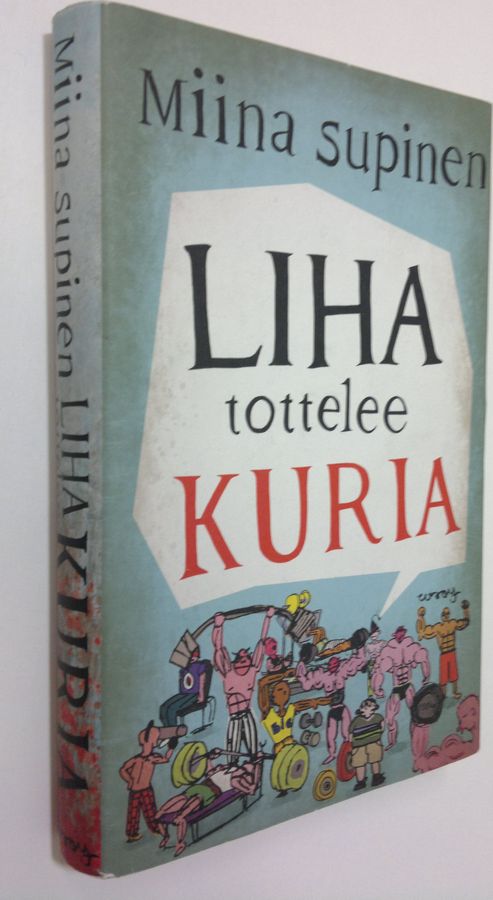 Miina Supinen
LIHA
tottelee
KURIA
Miina Supinen LIHA KURIA